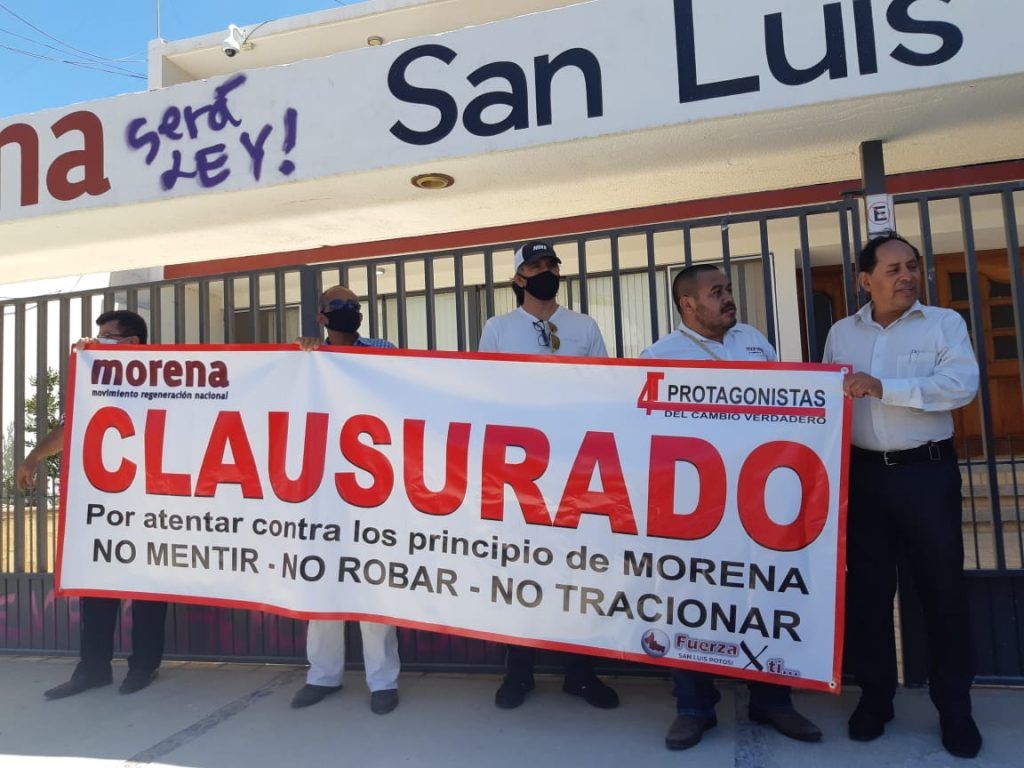 na
Será
LEY!
San Luis
E
morena
movimiento regeneración nacional
4T PROTAGONISTAS
DEL CAMBIO VERDADERO
CLAUSURADO
Por atentar contra los principio de MORENA
NO MENTIR - NO ROBAR - NO TRACIONAR
Fuerza X ti...
SAN LUIS POTOSI